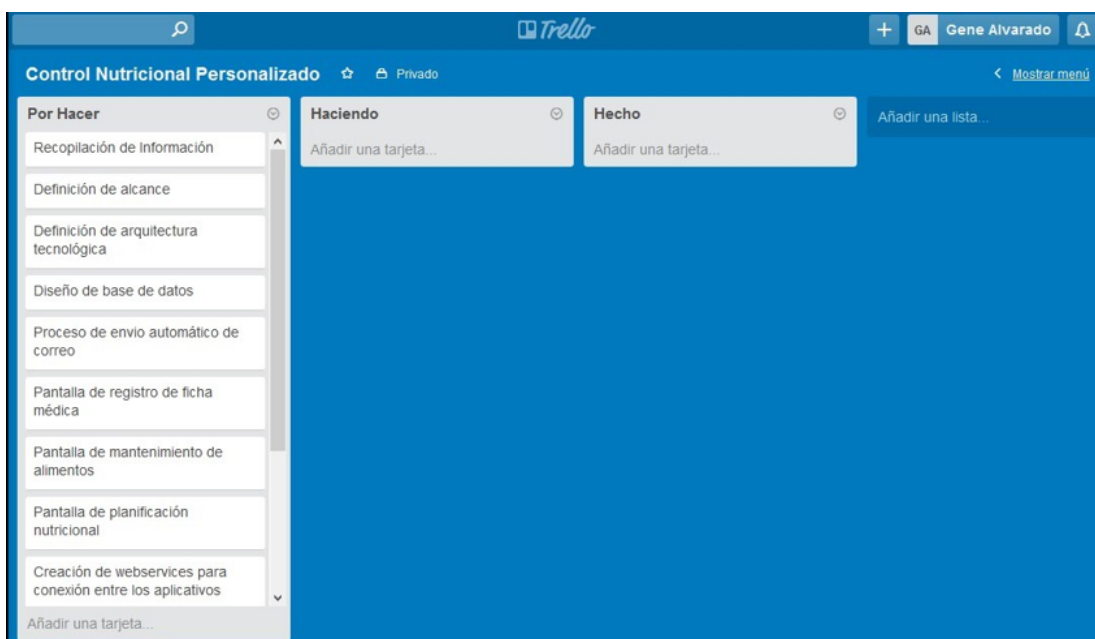 Trello
GA Gene Alvarado
Control Nutricional Personalizado
Privado
Mostrar menú
Por Hacer
Recopilación de Información
Definición de alcance
Definición de arquitectura
tecnológica
Diseño de base de datos
Proceso de envio automático de
correo
Pantalla de registro de ficha
médica
Pantalla de mantenimiento de
alimentos
Pantalla de planificación
nutricional
Creación de webservices para
conexión entre los aplicativos
Añadir una tarjeta...
Haciendo
Añadir una tarjeta...
Hecho
Añadir una tarjeta...
Añadir una lista...